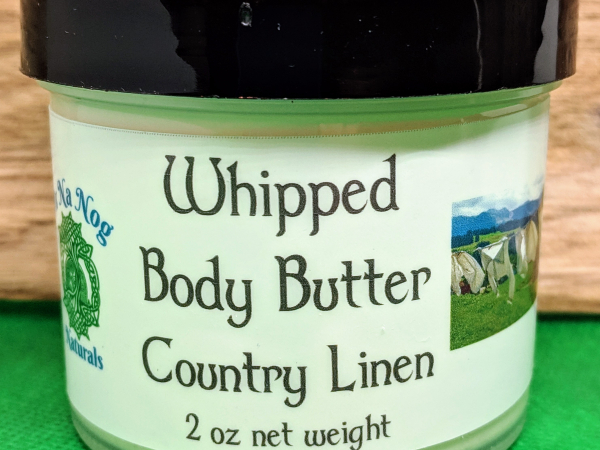 Na Nog
Naturals
Whipped
Body Butter
Country Linen
2 oz net weight